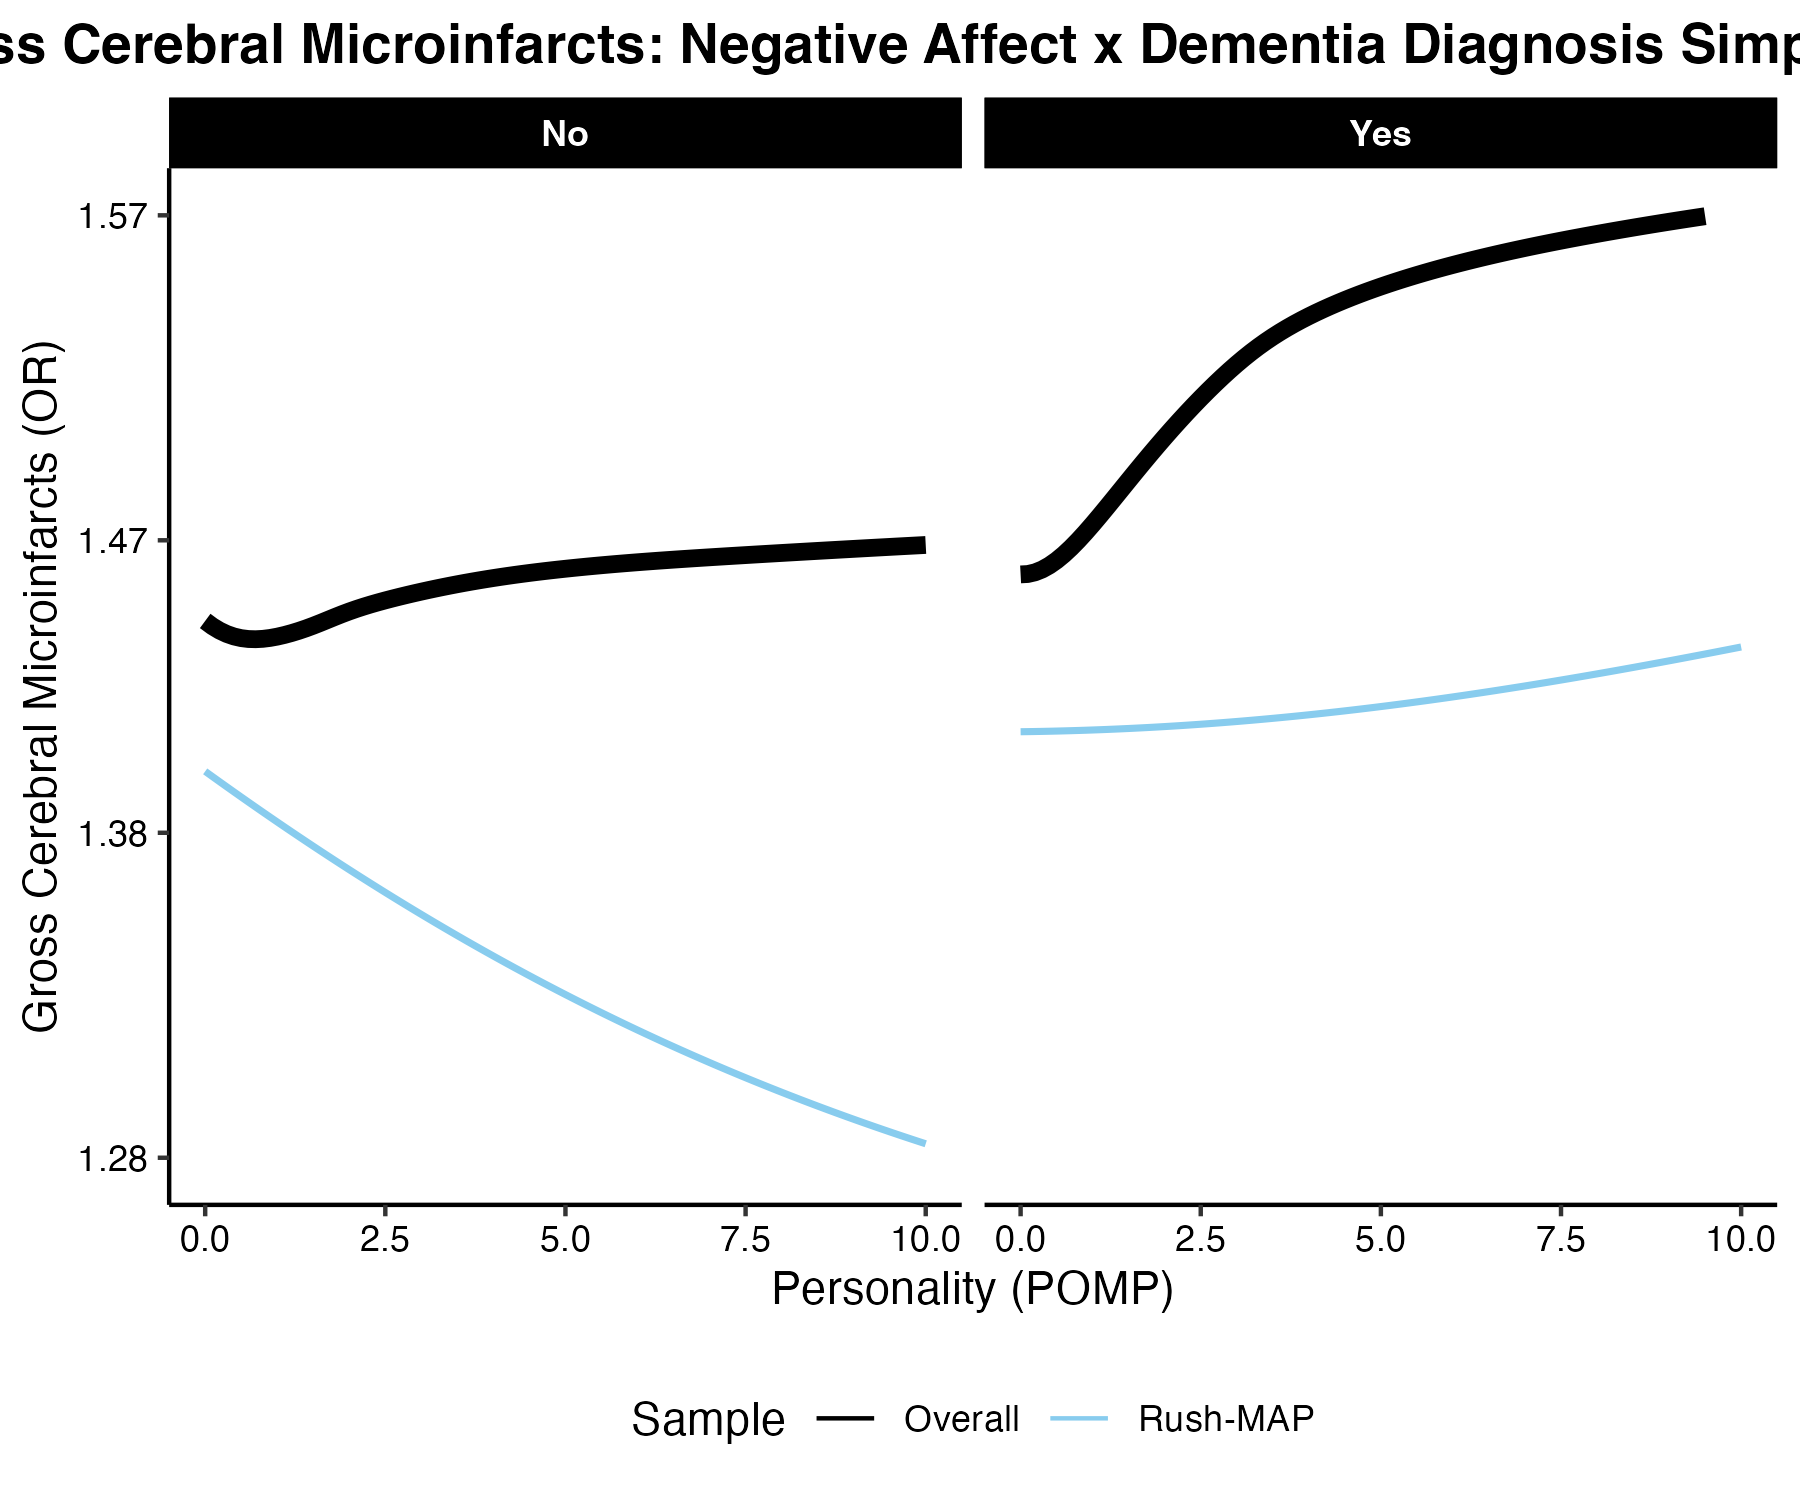 ss Cerebral Microinfarcts: Negative Affect x Dementia Diagnosis Simp
No Yes
Gross Cerebral Microinfarcts (OR)
1.57
1.47
1.38
1.28
0.0 2.5 5.0 7.5 10.0 0.0 2.5 5.0 7.5 10.0
Personality (POMP)
Sample Overall Rush-MAP